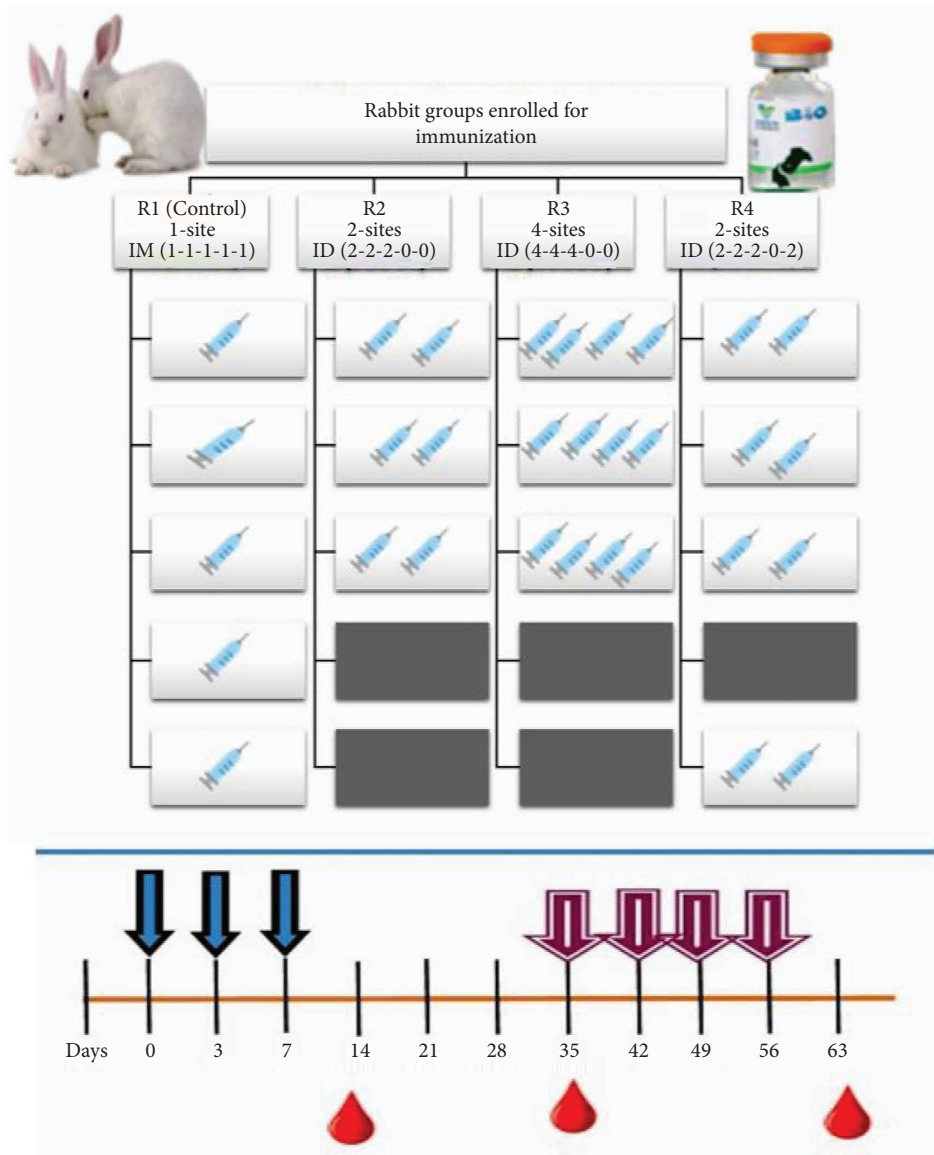 Rabbit groups enrolled for
immunization
R1 (Control)
1-site
IM (1-1-1-1-1)
R2
2-sites
ID (2-2-2-0-0)
R3
4-sites
ID (4-4-4-0-0)
R4
2-sites
ID (2-2-2-0-2)
Days 0 3 7 14 21 28 35 42 49 56 63